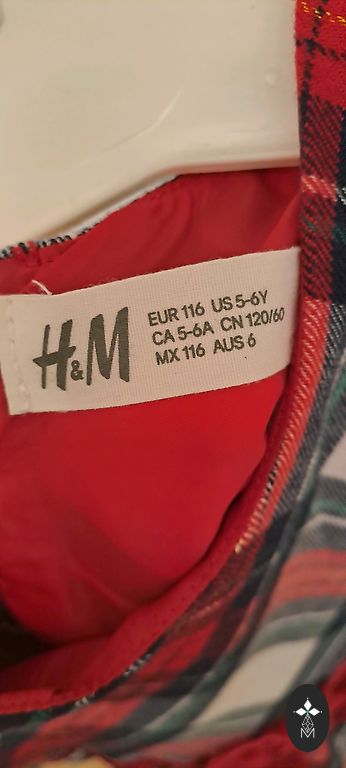 H&M
EUR 116 US 5-6Y
CA 5-6A CN 120/60
MX 116 AUS 6
M